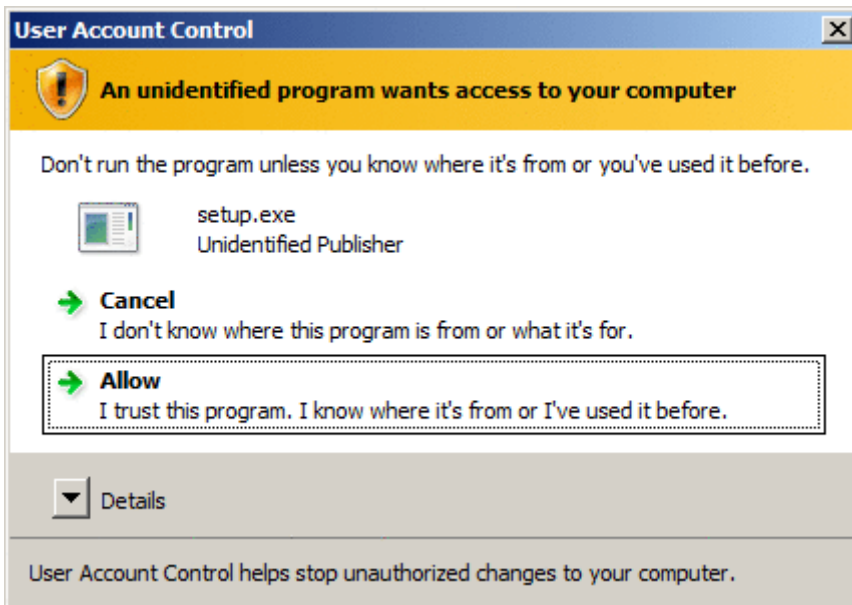 User Account Control
An unidentified program wants access to your computer
Don't run the program unless you know where it's from or you've used it before.
setup.exe
Unidentified Publisher
Cancel
I don't know where this program is from or what it's for.
Allow
I trust this program. I know where it's from or I've used it before.
Details
User Account Control helps stop unauthorized changes to your computer.